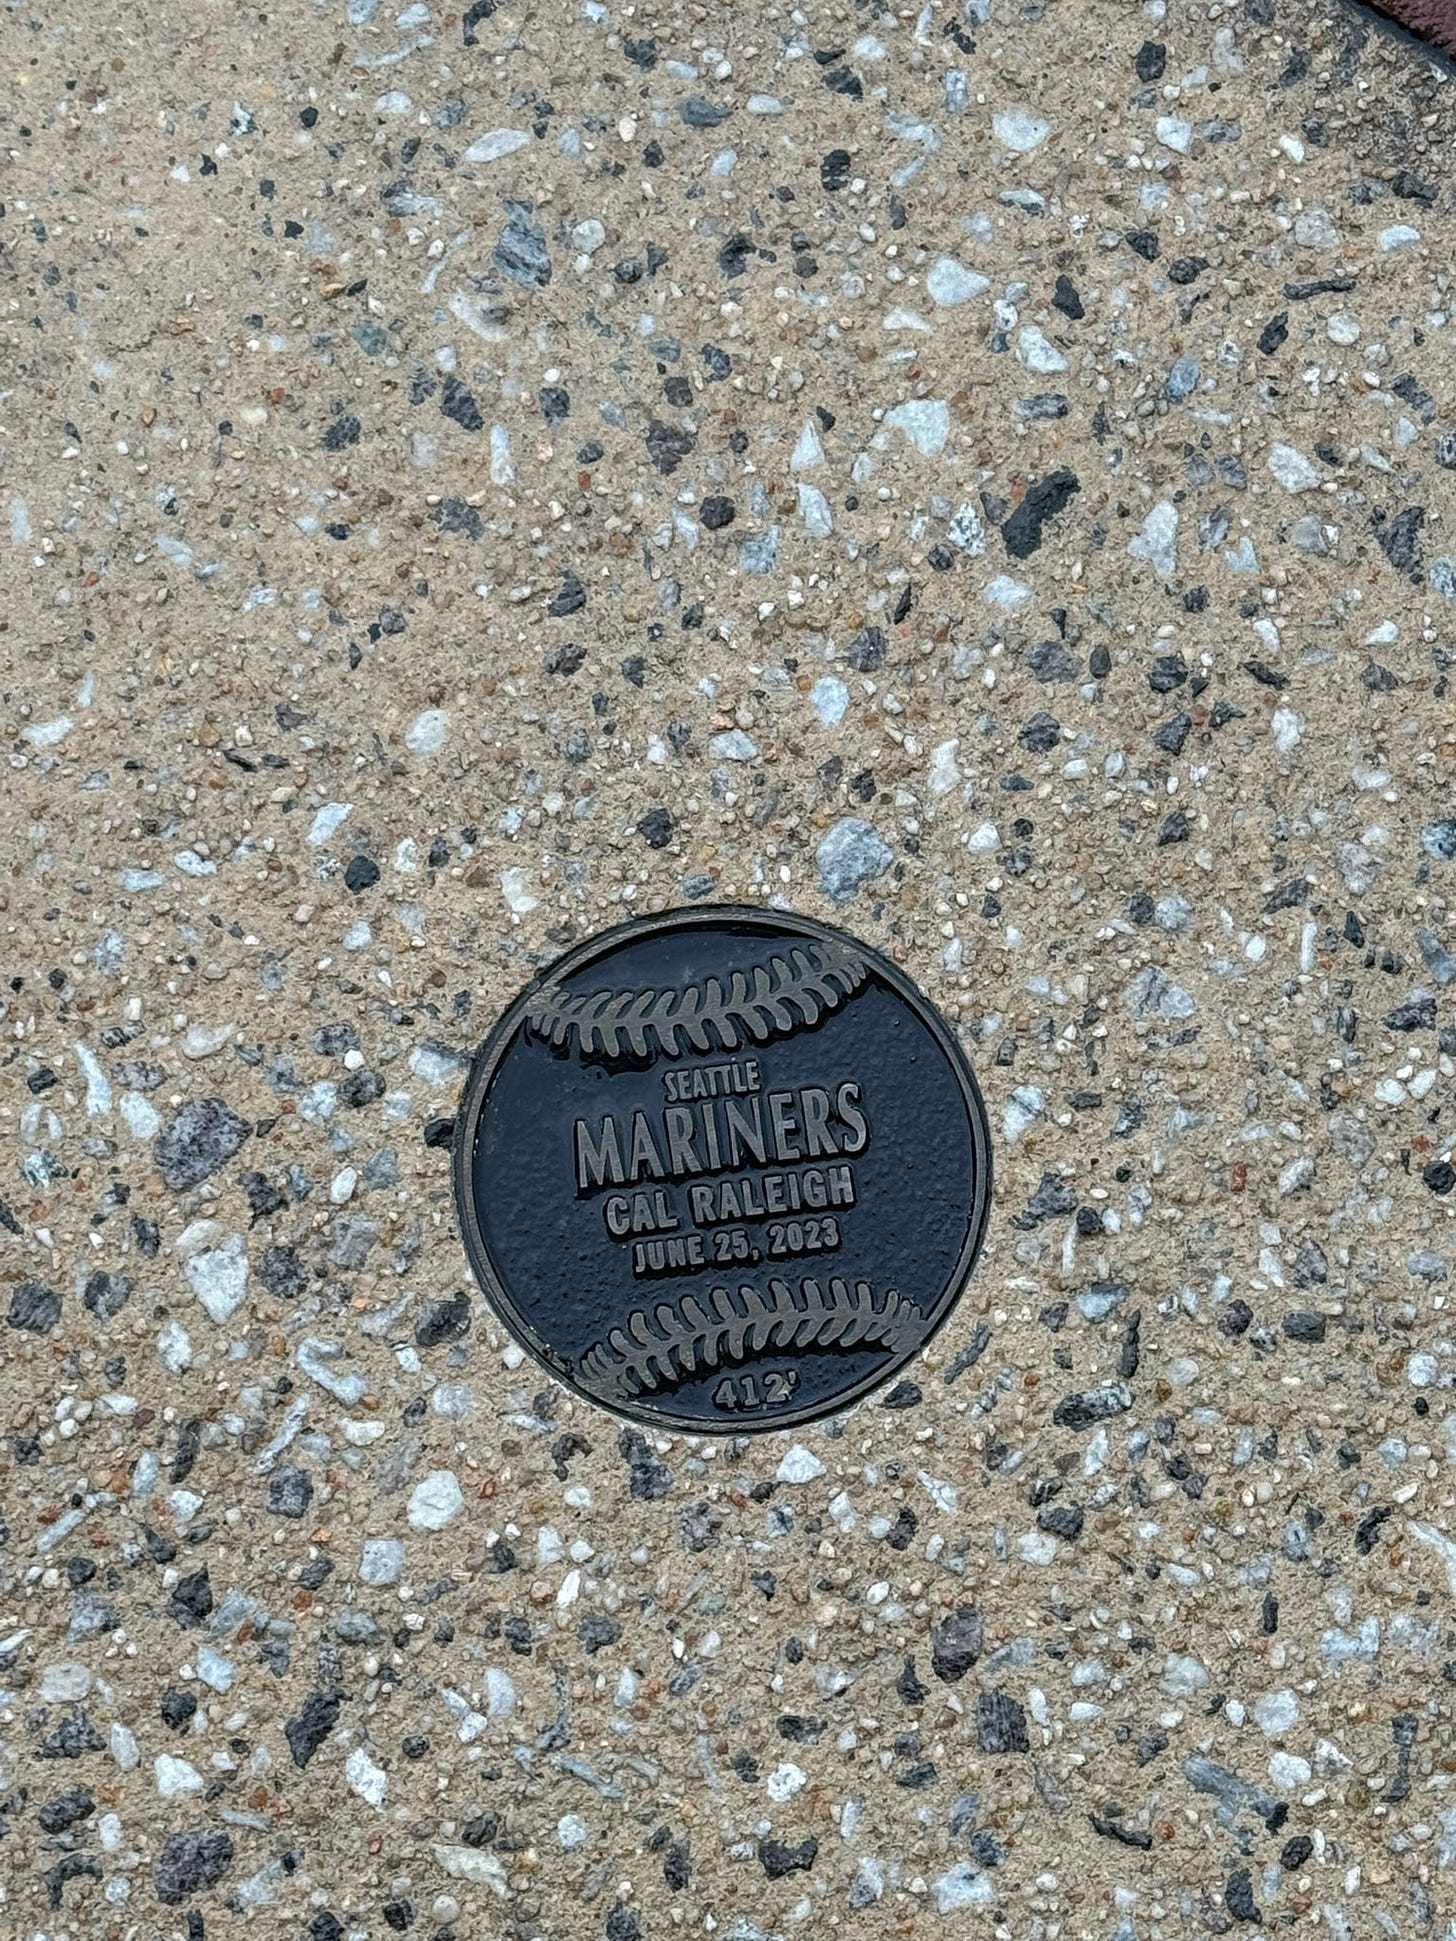 SEATTLE
MARINERS
CAL RALEIGH
JUNE 25, 2023
412'